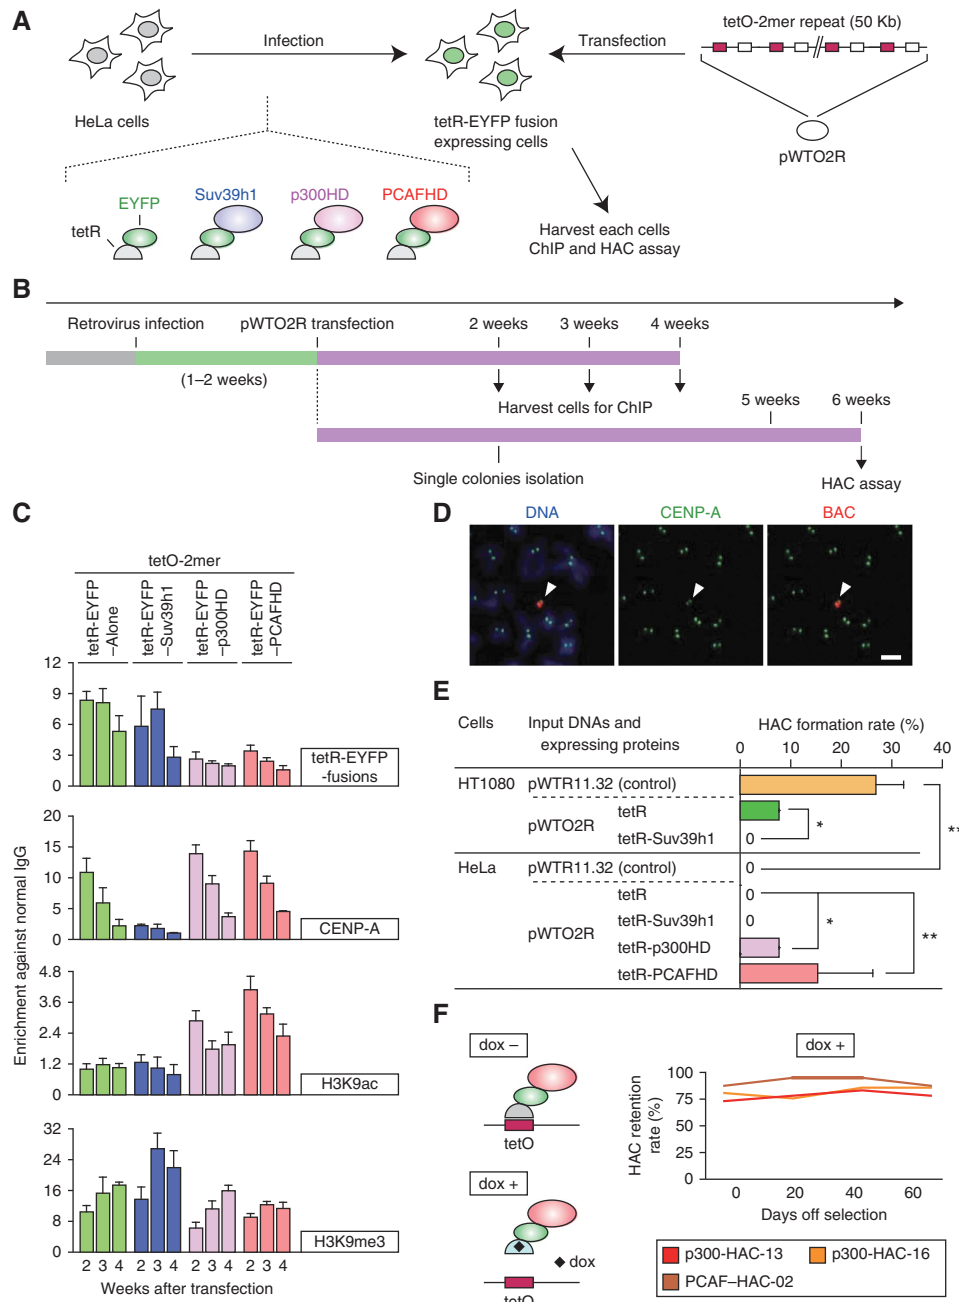 A
Infection
Transfection
tetO-2mer repeat (50 Kb)
HeLa cells
tetR-EYFP fusion
expressing cells
pWTO2R
EYFP
Suv39h1
p300HD
PCAFHD
tetR
Harvest each cells
ChIP and HAC assay
B
Retrovirus infection
pWTO2R transfection
2 weeks
3 weeks
4 weeks
(1–2 weeks)
Harvest cells for ChIP
5 weeks
6 weeks
Single colonies isolation
HAC assay
C
tetO-2mer
tetR-EYFP
–Alone
tetR-EYFP
–Suv39h1
tetR-EYFP
–p300HD
tetR-EYFP
–PCAFHD
Enrichment against normal IgG
12
9
6
3
0
tetR-EYFP
-fusions
20
15
10
5
0
CENP-A
4.8
3.6
2.4
1.2
0
H3K9ac
32
24
16
8
0
H3K9me3
2 3 4 2 3 4 2 3 4 2 3 4
Weeks after transfection
D
DNA
CENP-A
BAC
E
Cells
Input DNAs and
expressing proteins
HAC formation rate (%)
0 10 20 30 40
HT1080
pWTR11.32 (control)
pWTO2R
tetR
tetR-Suv39h1
0
*
**
HeLa
pWTR11.32 (control)
0
pWTO2R
tetR
0
tetR-Suv39h1
0
tetR-p300HD
tetR-PCAFHD
*
**
F
dox –
tetO
dox +
dox
tetO
dox +
HAC retention
rate (%)
100
75
50
25
0
0 20 40 60
Days off selection
p300-HAC-13
p300-HAC-16
PCAF–HAC-02